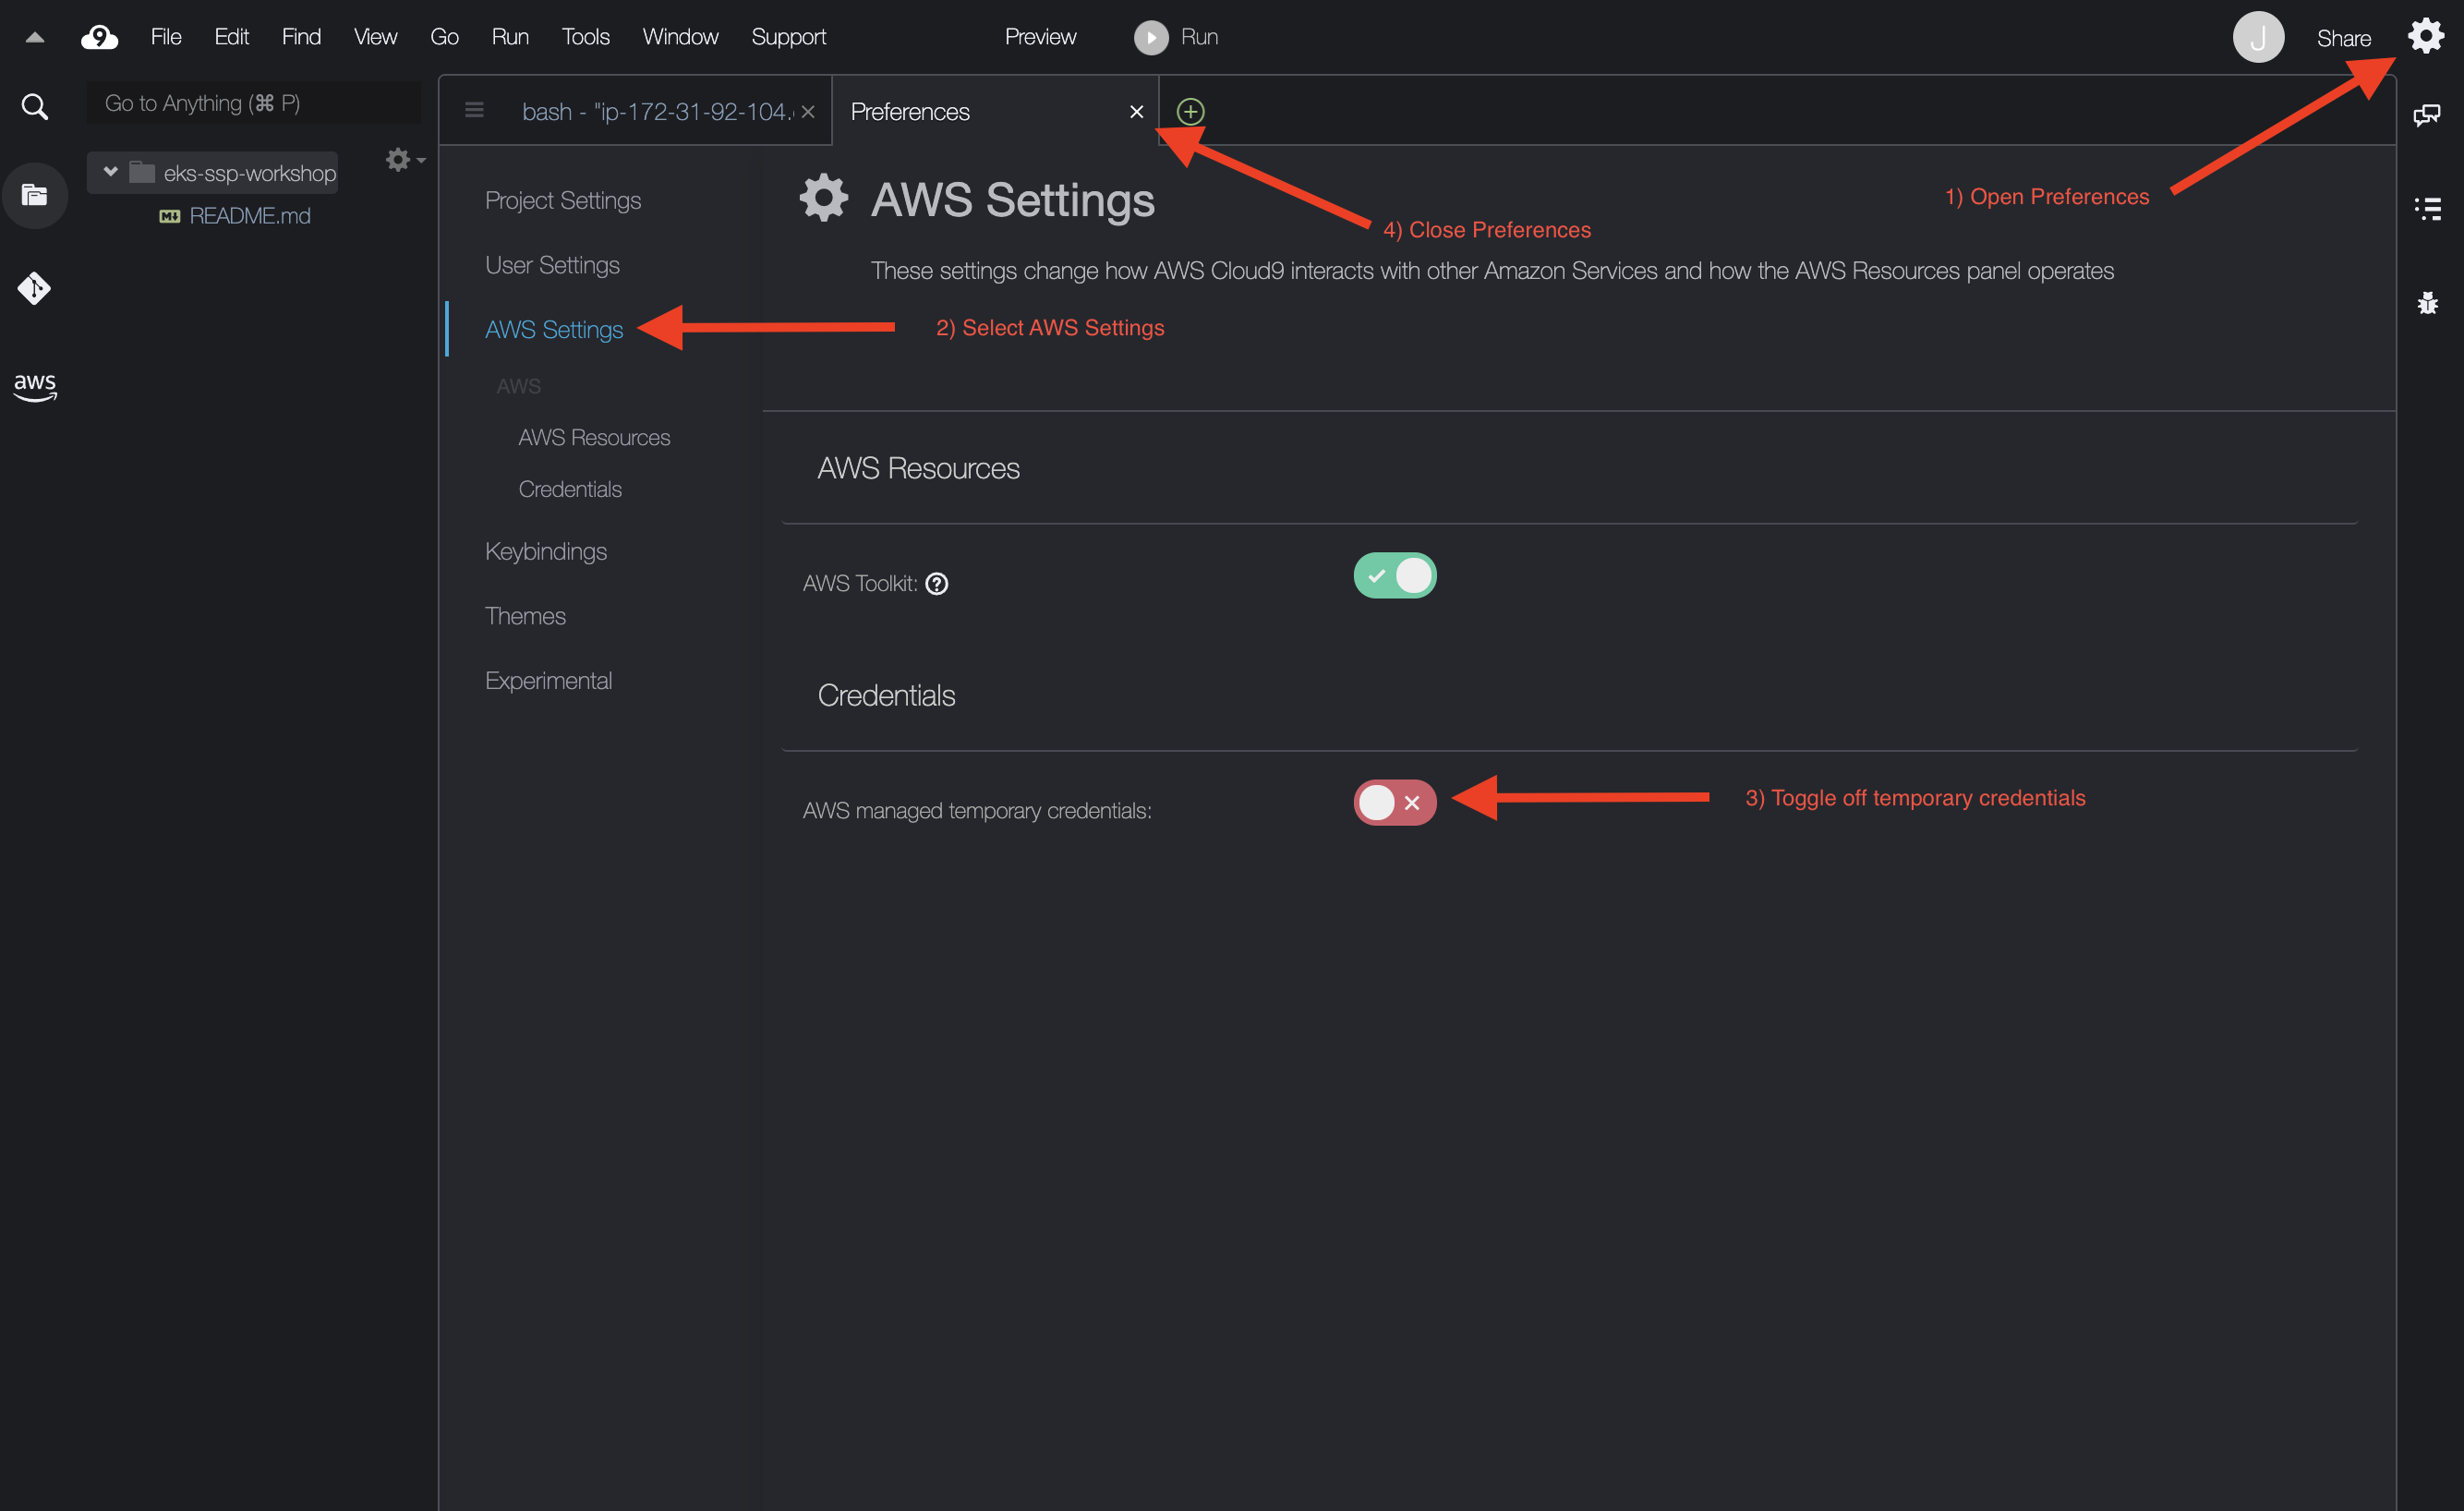 File Edit Find View Go Run Tools Window Support Preview Run J Share
Go to Anything (⌘ P)
bash - "ip-172-31-92-104.
Preferences
eks-ssp-workshop
README.md
aws
Project Settings
User Settings
AWS Settings
AWS
AWS Resources
Credentials
Keybindings
Themes
Experimental
AWS Settings
These settings change how AWS Cloud9 interacts with other Amazon Services and how the AWS Resources panel operates
1) Open Preferences
4) Close Preferences
2) Select AWS Settings
AWS Resources
AWS Toolkit:
Credentials
AWS managed temporary credentials:
3) Toggle off temporary credentials